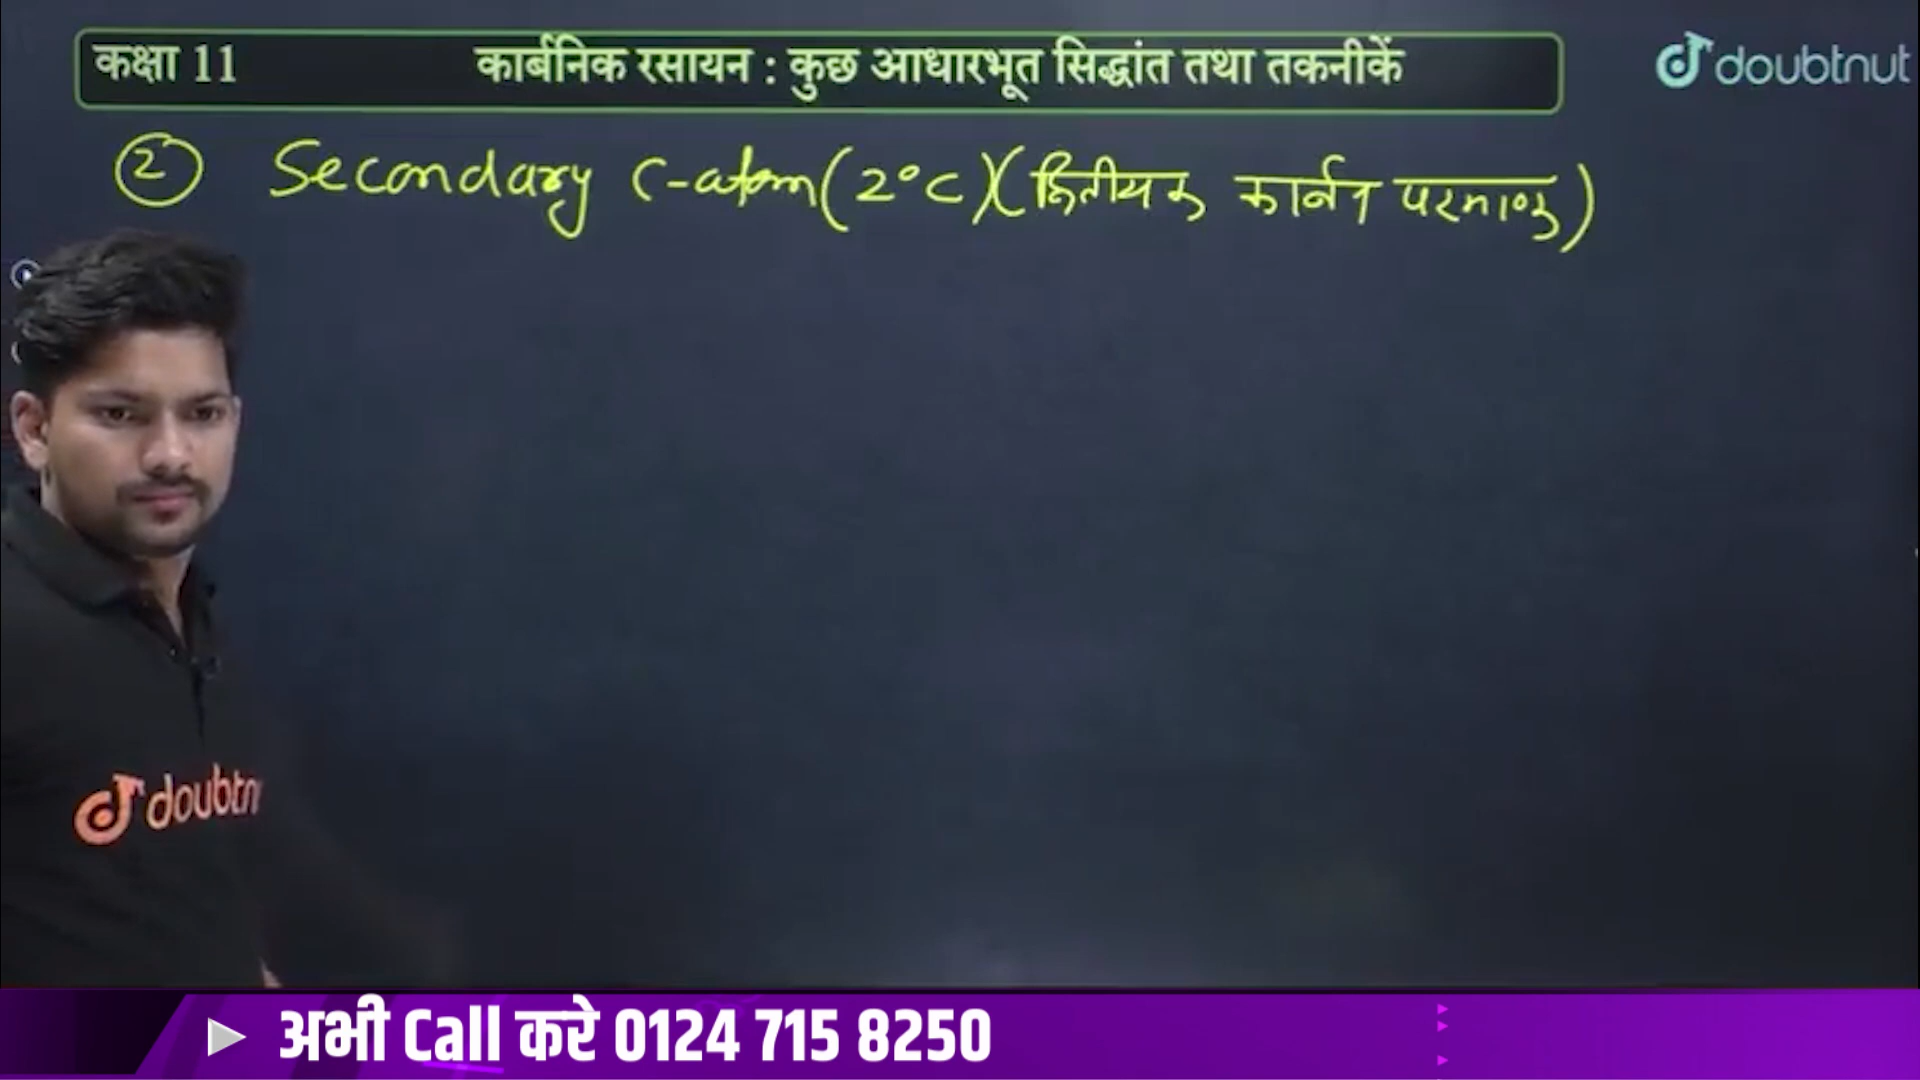 कक्षा 11 कार्बनिक रसायन : कुछ आधारभूत सिद्धांत तथा तकनीकें
doubtnut
2 Secondary C-atom (2°C) (द्वितीयक कार्बन परमाणु)
doubtn
अभी Call करे 0124 715 8250